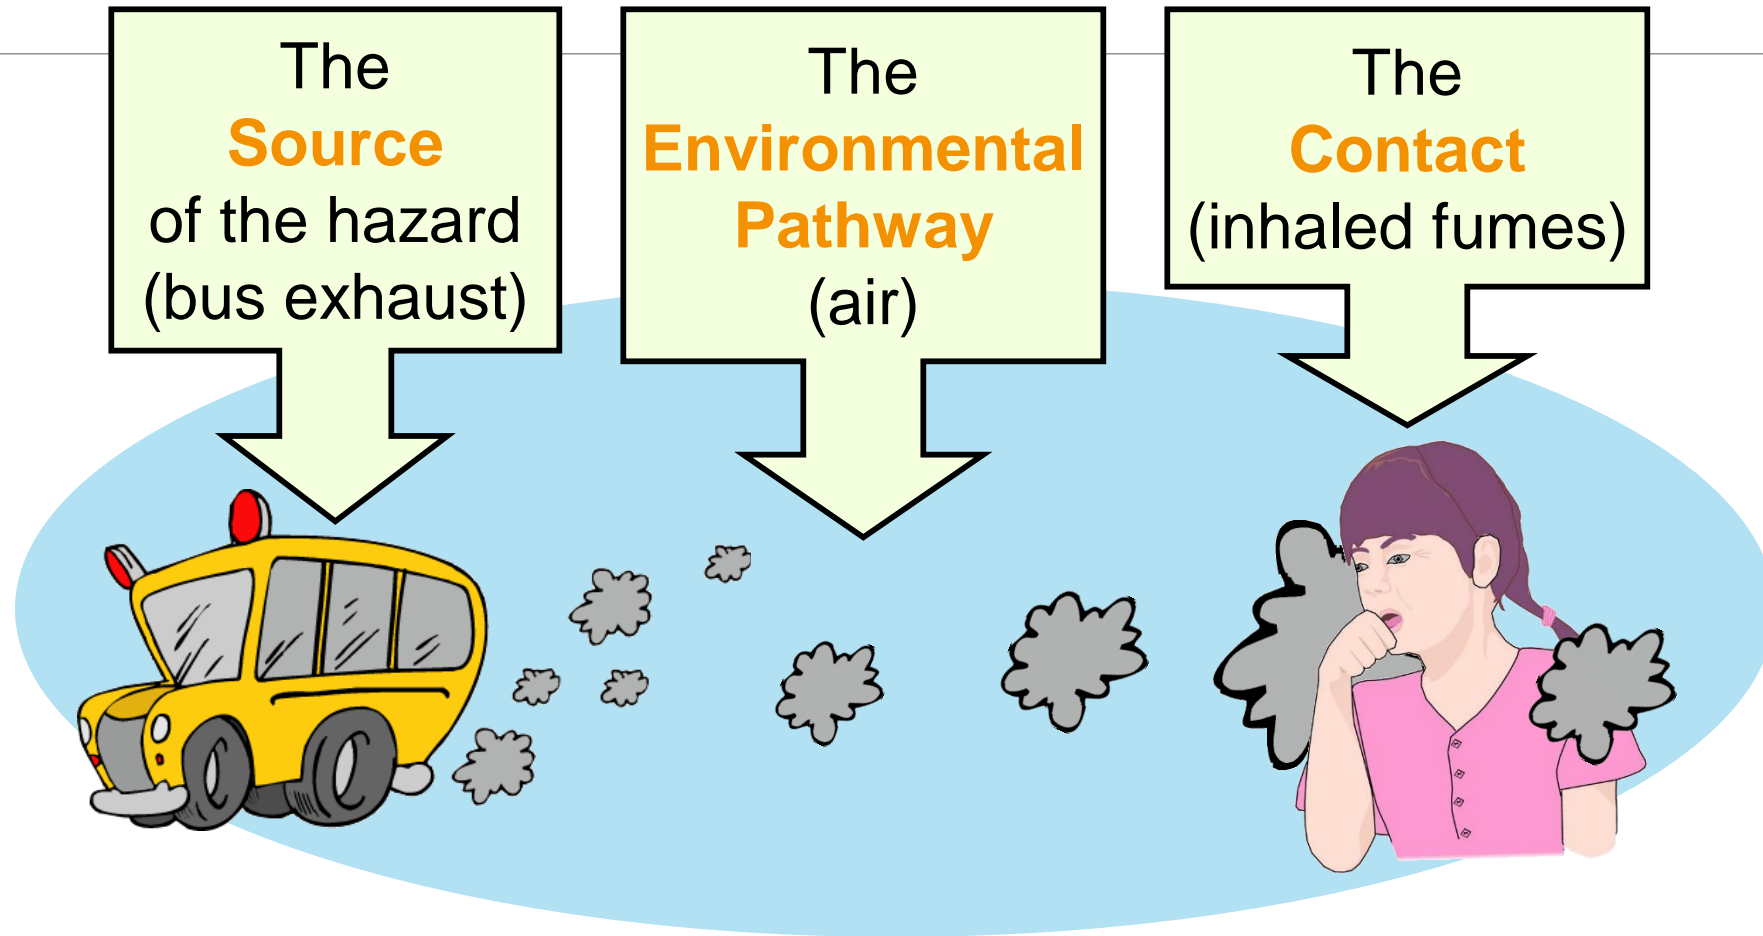 The
Source
of the hazard
(bus exhaust)
The
Environmental
Pathway
(air)
The
Contact
(inhaled fumes)